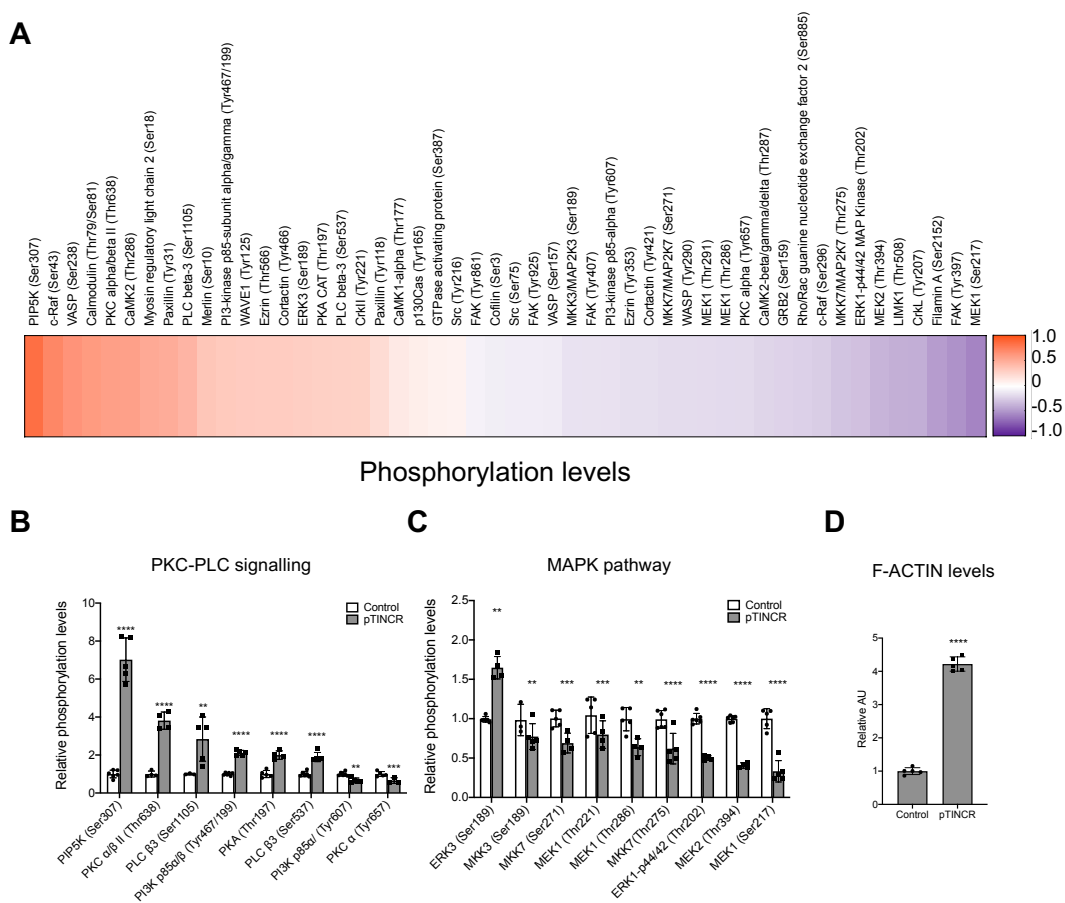 A
PIP5K (Ser307)
c-Raf (Ser43)
VASP (Ser238)
Calmodulin (Thr79/Ser81)
PKC alpha/beta II (Thr638)
CaMK2 (Thr286)
Myosin regulatory light chain 2 (Ser18)
Paxillin (Tyr31)
PLC beta-3 (Ser1105)
Merlin (Ser10)
PI3-kinase p85-subunit alpha/gamma (Tyr467/199)
WAVE1 (Tyr125)
Ezrin (Thr566)
Cortactin (Tyr466)
ERK3 (Ser189)
PKA CAT (Thr197)
PLC beta-3 (Ser537)
CrkII (Tyr221)
Paxillin (Tyr118)
CaMK1-alpha (Thr177)
p130Cas (Tyr165)
GTPase activating protein (Ser387)
Src (Tyr216)
FAK (Tyr861)
Cofilin (Ser3)
Src (Ser75)
FAK (Tyr925)
VASP (Ser157)
MKK3/MAP2K3 (Ser189)
FAK (Tyr407)
PI3-kinase p85-alpha (Tyr607)
Ezrin (Tyr353)
Cortactin (Tyr421)
MKK7/MAP2K7 (Ser271)
WASP (Tyr290)
MEK1 (Thr291)
MEK1 (Thr286)
PKC alpha (Tyr657)
CaMK2-beta/gamma/delta (Thr287)
GRB2 (Ser159)
Rho/Rac guanine nucleotide exchange factor 2 (Ser885)
c-Raf (Ser296)
MKK7/MAP2K7 (Thr275)
ERK1-p44/42 MAP Kinase (Thr202)
MEK2 (Thr394)
LIMK1 (Thr508)
CrkL (Tyr207)
Filamin A (Ser2152)
FAK (Tyr397)
MEK1 (Ser217)
1.0
0.5
0
-0.5
-1.0
Phosphorylation levels
B
PKC-PLC signalling
Relative phosphorylation levels
10
8
6
4
2
0
Control
pTINCR
****
****
**
****
****
****
**
***
PIP5K (Ser307)
PKC α/β II (Thr638)
PLC β3 (Ser1105)
PI3K p85α/β (Tyr467/199)
PKA (Thr197)
PLC β3 (Ser537)
PI3K p85α/ (Tyr607)
PKC α (Tyr657)
C
MAPK pathway
Relative phosphorylation levels
2.5
2.0
1.5
1.0
0.5
0.0
Control
pTINCR
**
**
***
***
**
****
****
****
****
ERK3 (Ser189)
MKK3 (Ser189)
MKK7 (Ser271)
MEK1 (Thr221)
MEK1 (Thr286)
MKK7 (Thr275)
ERK1-p44/42 (Thr202)
MEK2 (Thr394)
MEK1 (Ser217)
D
F-ACTIN levels
Relative AU
5
4
3
2
1
0
****
Control
pTINCR